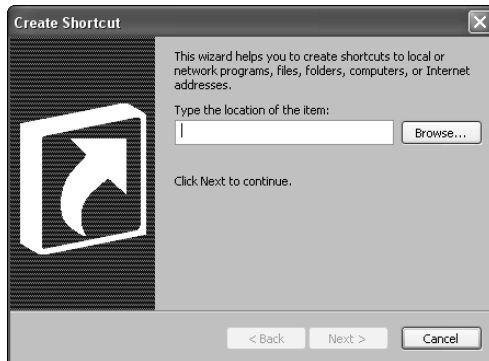 Create Shortcut
This wizard helps you to create shortcuts to local or
network programs, files, folders, computers, or Internet
addresses.
Type the location of the item:
Browse...
Click Next to continue.
< Back
Next >
Cancel